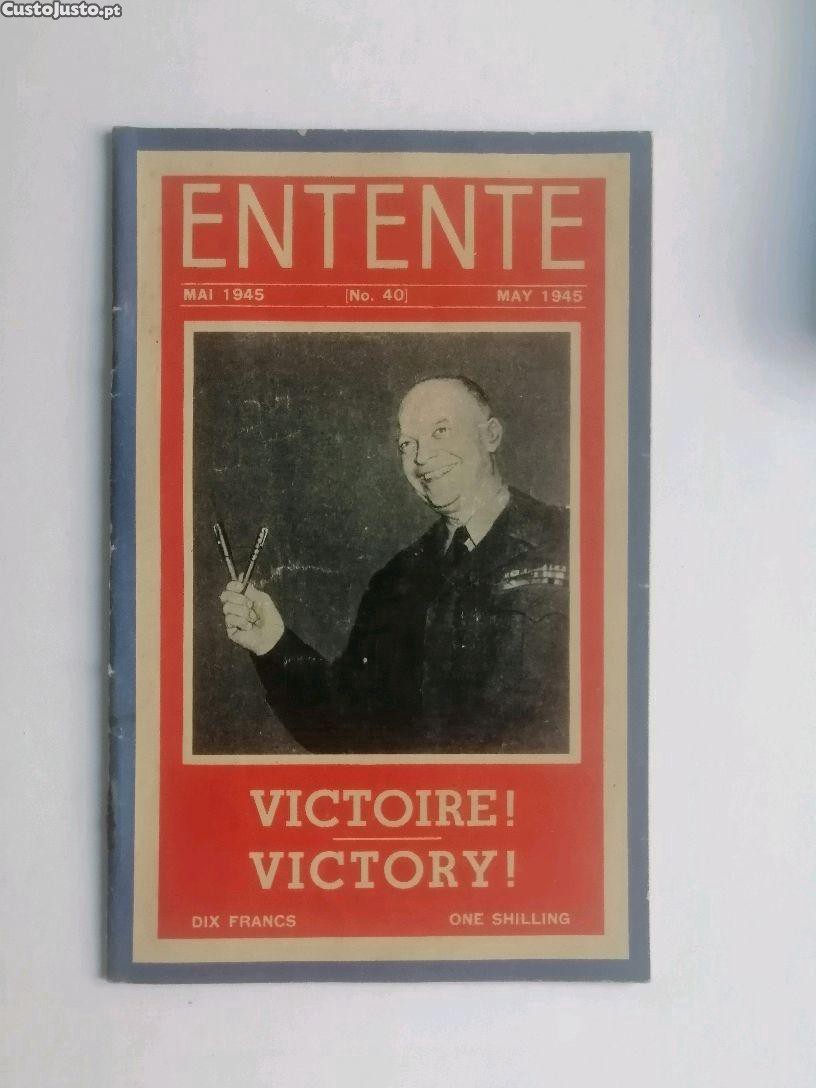 CustoJusto.pt
ENTENTE
MAI 1945 [No. 40] MAY 1945
VICTOIRE!
VICTORY!
DIX FRANCS ONE SHILLING